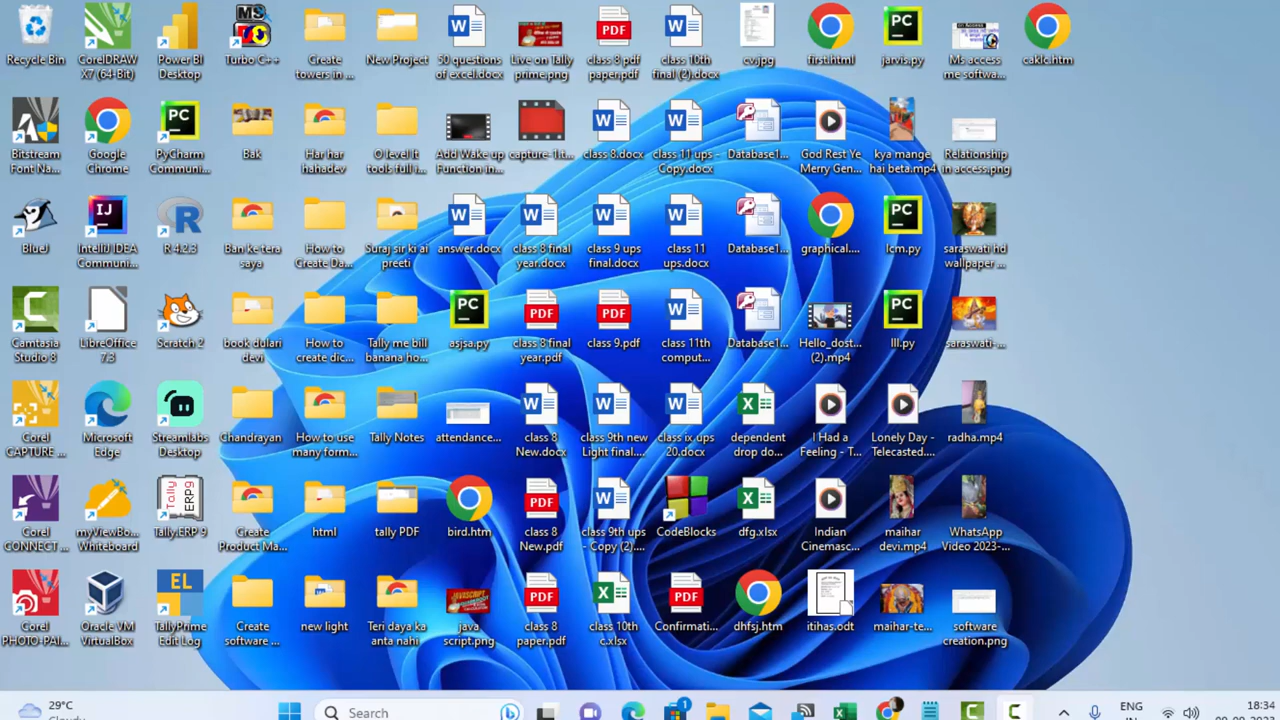 Recycle Bin
CorelDRAW
X7 (64-Bit)
Power BI
Desktop
Turbo C++
Create
towers in ...
New Project
50 questions
of excel.docx
Live on Tally
prime.png
class 8 pdf
paper.pdf
class 10th
final (2).docx
cv.jpg
first.html
jarvis.py
Ms access
me softwa...
caklc.htm
Bitstream
Font Na...
Google
Chrome
PyCharm
Communi...
Bak
Har har
hahadev
O level it
tools full i...
Add Wake up
Function in...
capture-1.t...
class 8.docx
class 11 ups -
Copy.docx
Database1...
God Rest Ye
Merry Gen...
kya mange
hai beta.mp4
Relationship
in access.png
BlueJ
IntelliJ IDEA
Communi...
R 4.2.3
Ban ke tera
saya
How to
Create Da...
Suraj sir ki ai
preeti
answer.docx
class 8 final
year.docx
class 9 ups
final.docx
class 11
ups.docx
Database1...
graphical....
lcm.py
saraswati hd
wallpaper ...
Camtasia
Studio 8
LibreOffice
7.3
Scratch 2
book dulari
devi
How to
create dic...
Tally me bill
banana ho...
asjsa.py
class 8 final
year.pdf
class 9.pdf
class 11th
comput...
Database1...
Hello_dost...
(2).mp4
lll.py
saraswati-...
Corel
CAPTURE ...
Microsoft
Edge
Streamlabs
Desktop
Chandrayan
How to use
many form...
Tally Notes
attendance...
class 8
New.docx
class 9th new
Light final....
class ix ups
20.docx
dependent
drop do...
I Had a
Feeling - T...
Lonely Day -
Telecasted....
radha.mp4
Corel
CONNECT ...
myViewBo...
Whiteboard
Tally.ERP 9
Create
Product Ma...
html
tally PDF
bird.htm
class 8
New.pdf
class 9th ups
- Copy (2)....
CodeBlocks
dfg.xlsx
Indian
Cinemasc...
maihar
devi.mp4
WhatsApp
Video 2023-...
Corel
PHOTO-PAI...
Oracle VM
VirtualBox
TallyPrime
Edit Log
Create
software ...
new light
Teri daya ka
anta nahi
java
script.png
class 8
paper.pdf
class 10th
c.xlsx
Confirmati...
dhfsj.htm
itihas.odt
maihar-te...
software
creation.png
29°C
Search
ENG
IN
18:34